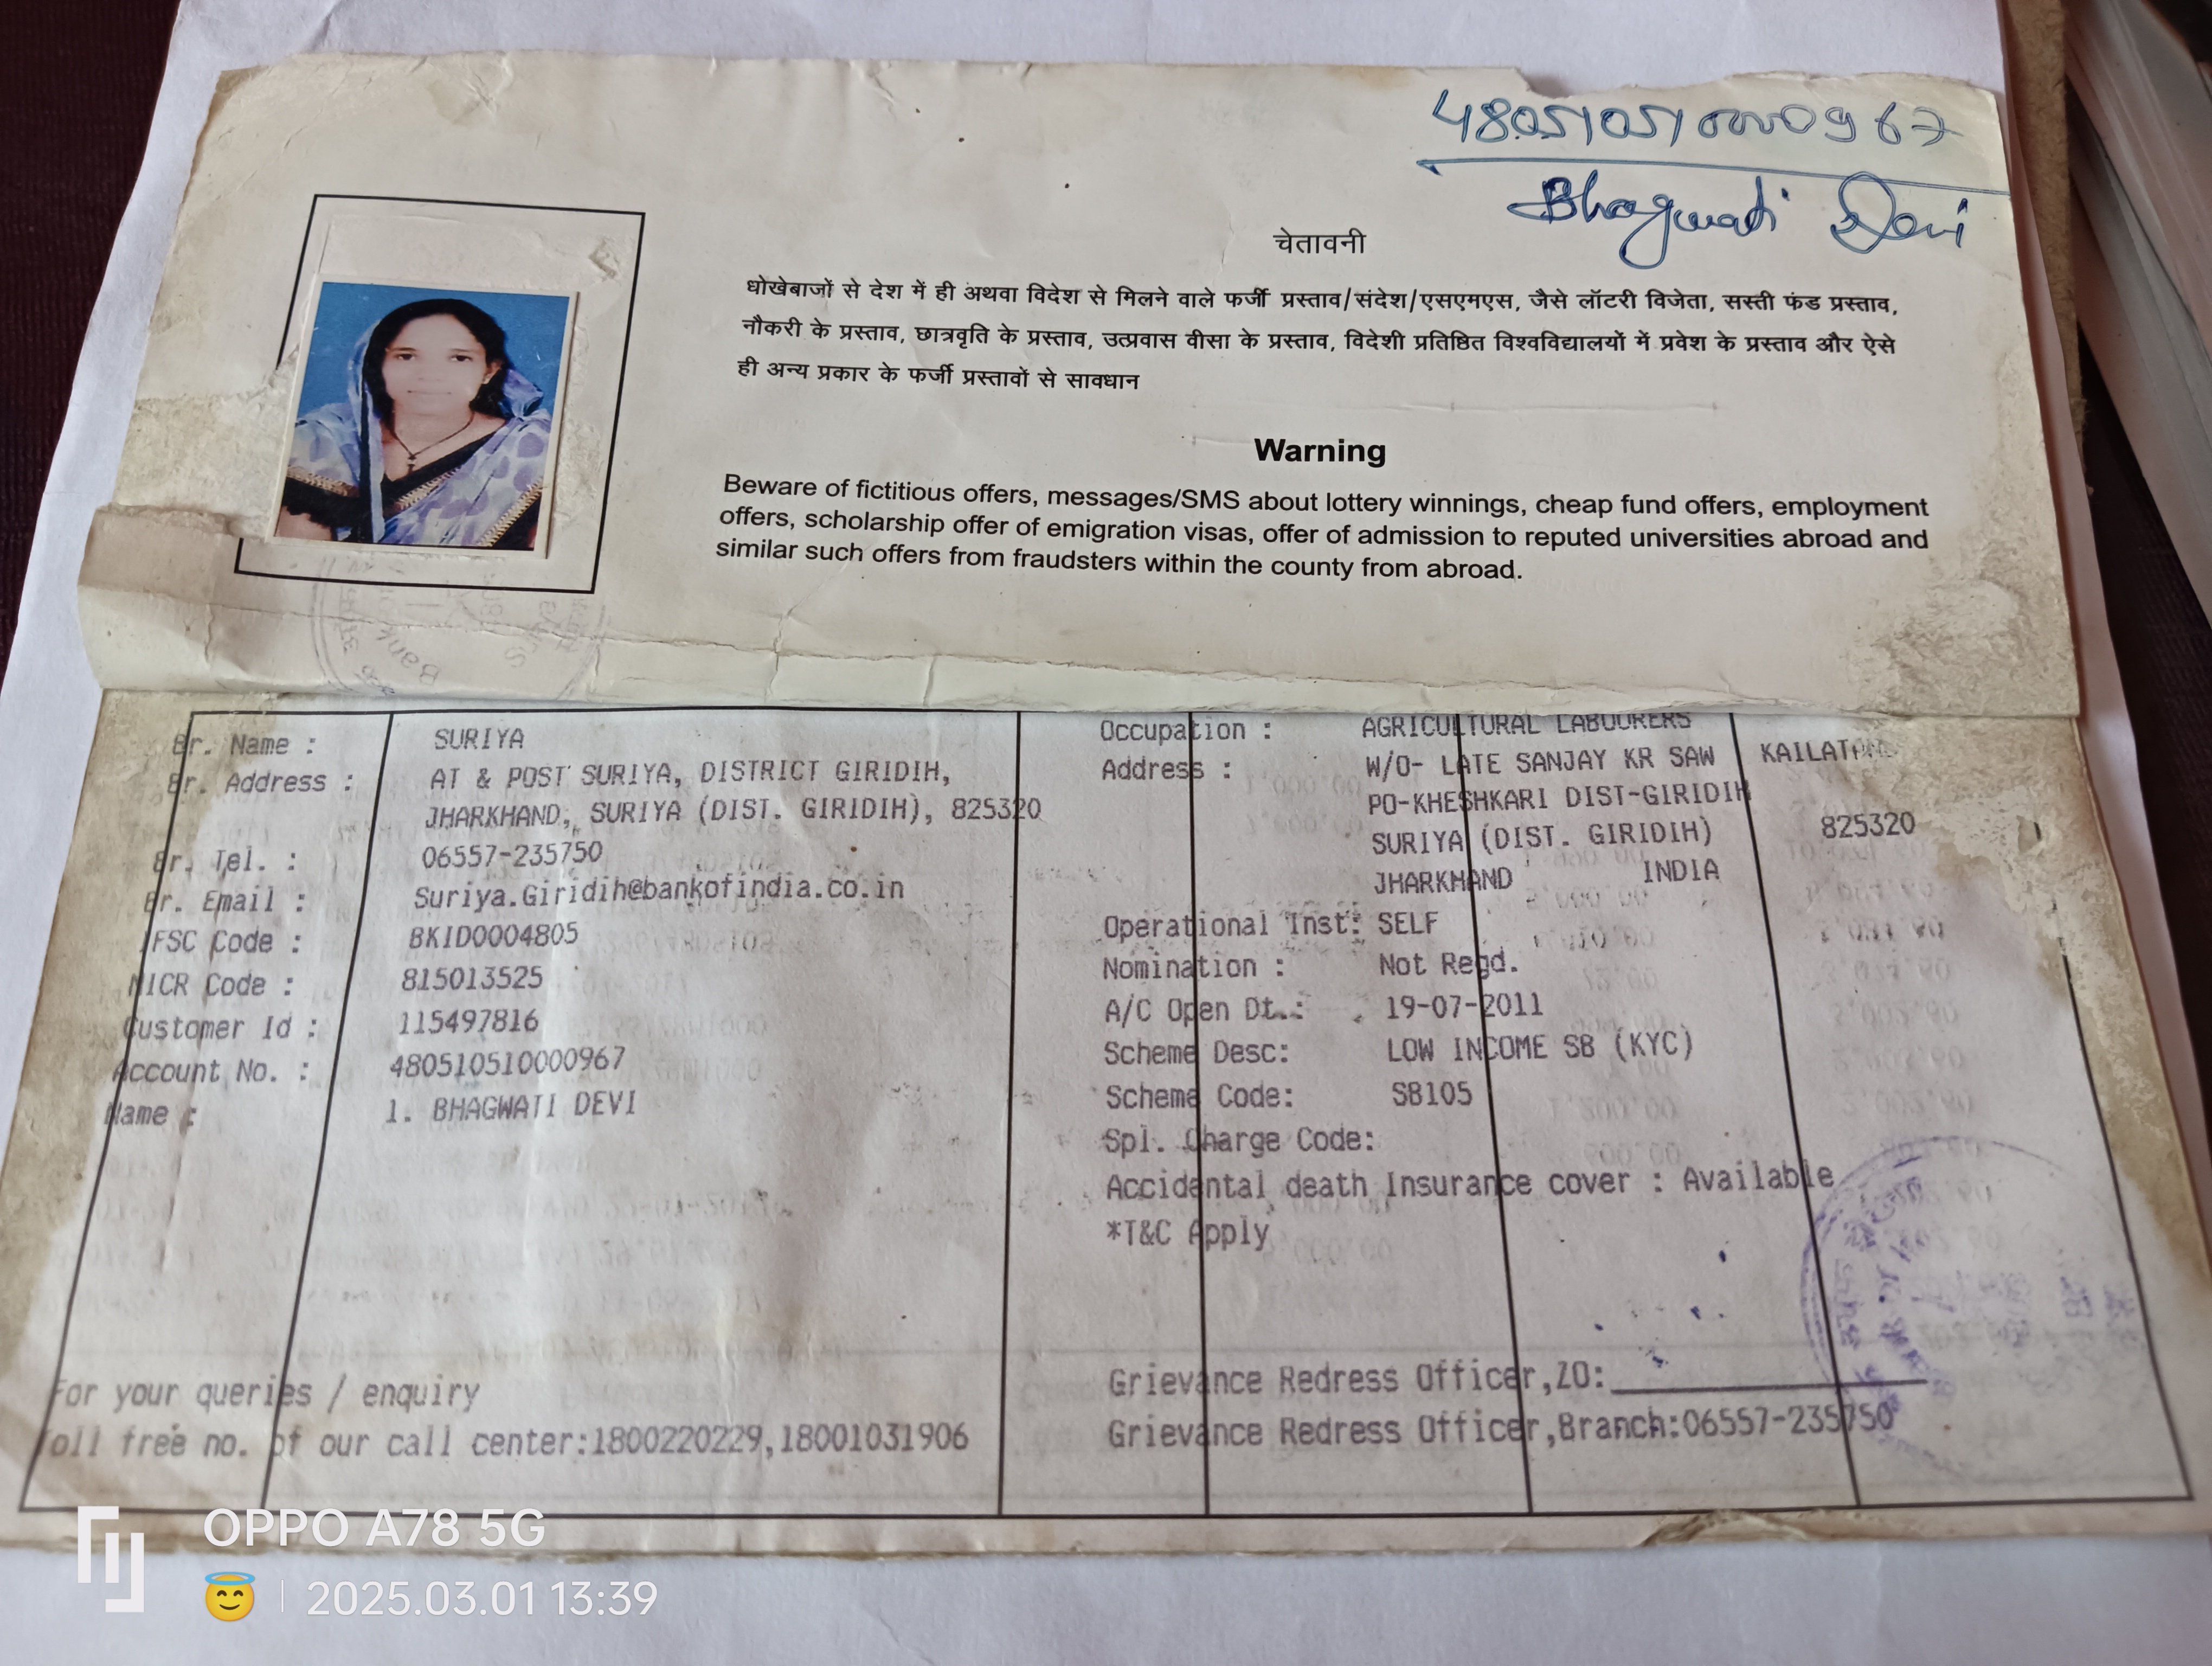 480510510000967
Bhagwati Devi
चेतावनी
धोखेबाजों से देश में ही अथवा विदेश से मिलने वाले फर्जी प्रस्ताव/संदेश/एसएमएस, जैसे लॉटरी विजेता, सस्ती फंड प्रस्ताव,
नौकरी के प्रस्ताव, छात्रवृति के प्रस्ताव, उत्प्रवास वीसा के प्रस्ताव, विदेशी प्रतिष्ठित विश्वविद्यालयों में प्रवेश के प्रस्ताव और ऐसे
ही अन्य प्रकार के फर्जी प्रस्तावों से सावधान
Warning
Beware of fictitious offers, messages/SMS about lottery winnings, cheap fund offers, employment
offers, scholarship offer of emigration visas, offer of admission to reputed universities abroad and
similar such offers from fraudsters within the county from abroad.
Bank
Br. Name : SURIYA
Br. Address : AT & POST SURIYA, DISTRICT GIRIDIH,
JHARKHAND, SURIYA (DIST. GIRIDIH), 825320
Br. Tel. : 06557-235750
Br. Email : Suriya.Giridih@bankofindia.co.in
IFSC Code : BKID0004805
MICR Code : 815013525
Customer Id : 115497816
Account No. : 480510510000967
Name : 1. BHAGWATI DEVI
Occupation : AGRICULTURAL LABOURERS
Address : W/O- LATE SANJAY KR SAW
PO-KHESHKARI DIST-GIRIDIH
SURIYA (DIST. GIRIDIH) 825320
JHARKHAND INDIA
Operational Inst: SELF
Nomination : Not Regd.
A/C Open Dt.: 19-07-2011
Scheme Desc: LOW INCOME SB (KYC)
Scheme Code: SB105
Spl. Charge Code:
Accidental death Insurance cover : Available
*T&C Apply
For your queries / enquiry
Toll free no. of our call center:1800220229,18001031906
Grievance Redress Officer,ZO:
Grievance Redress Officer,Branch:06557-235750
OPPO A78 5G
2025.03.01 13:39